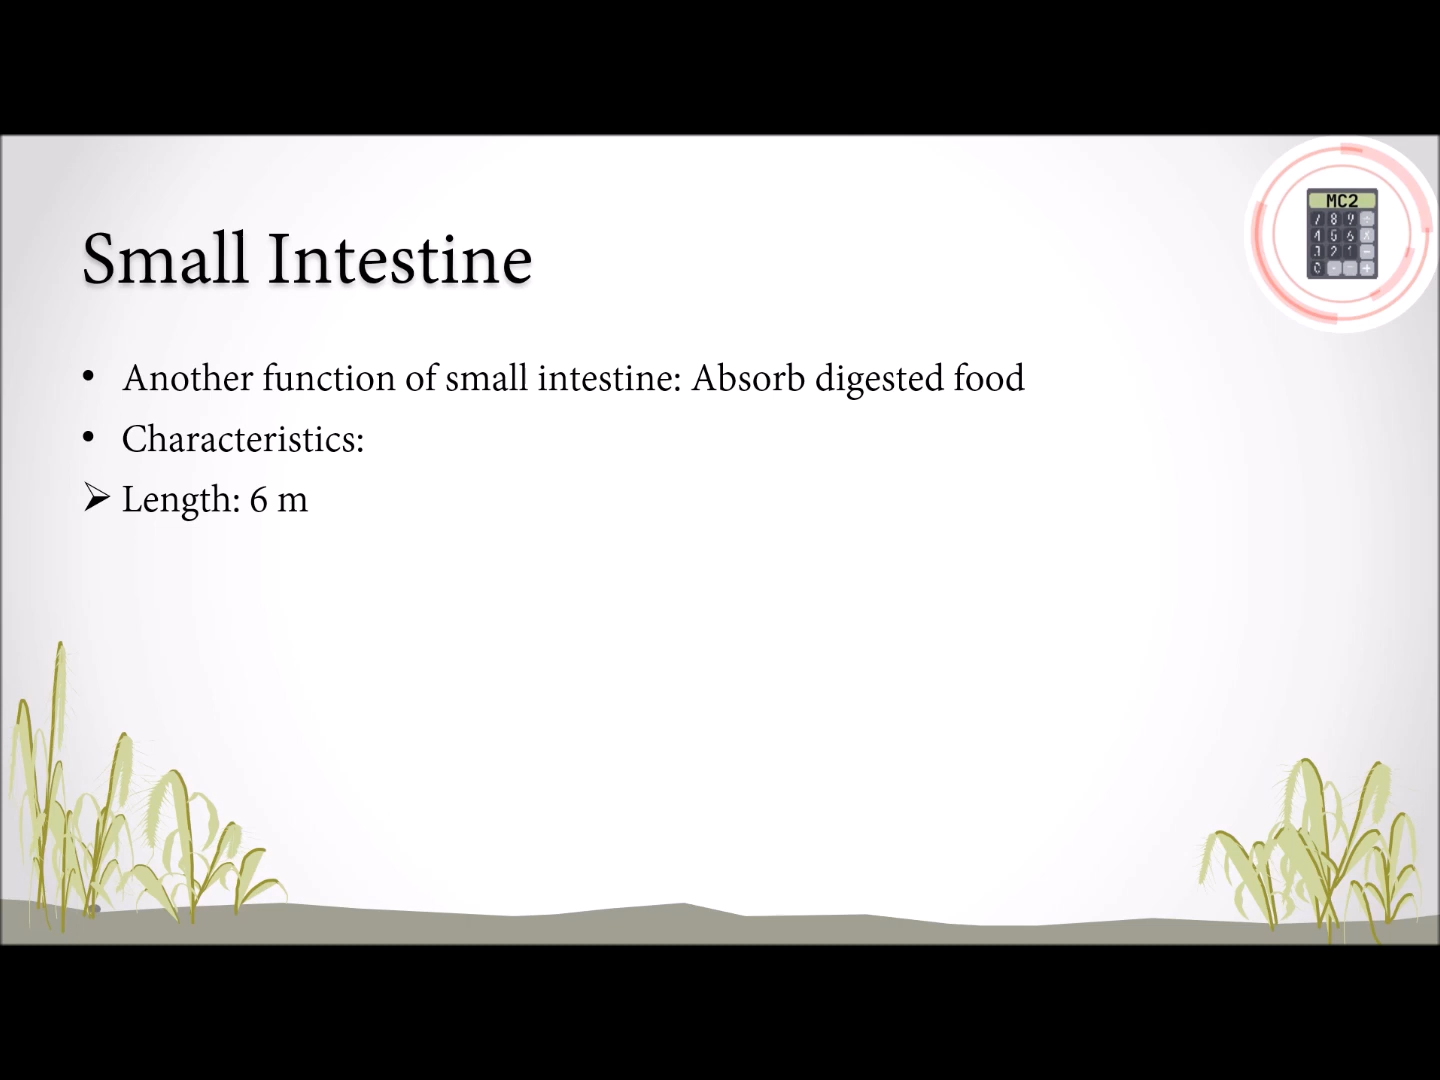 MC2
Small Intestine
• Another function of small intestine: Absorb digested food
• Characteristics:
➢ Length: 6 m